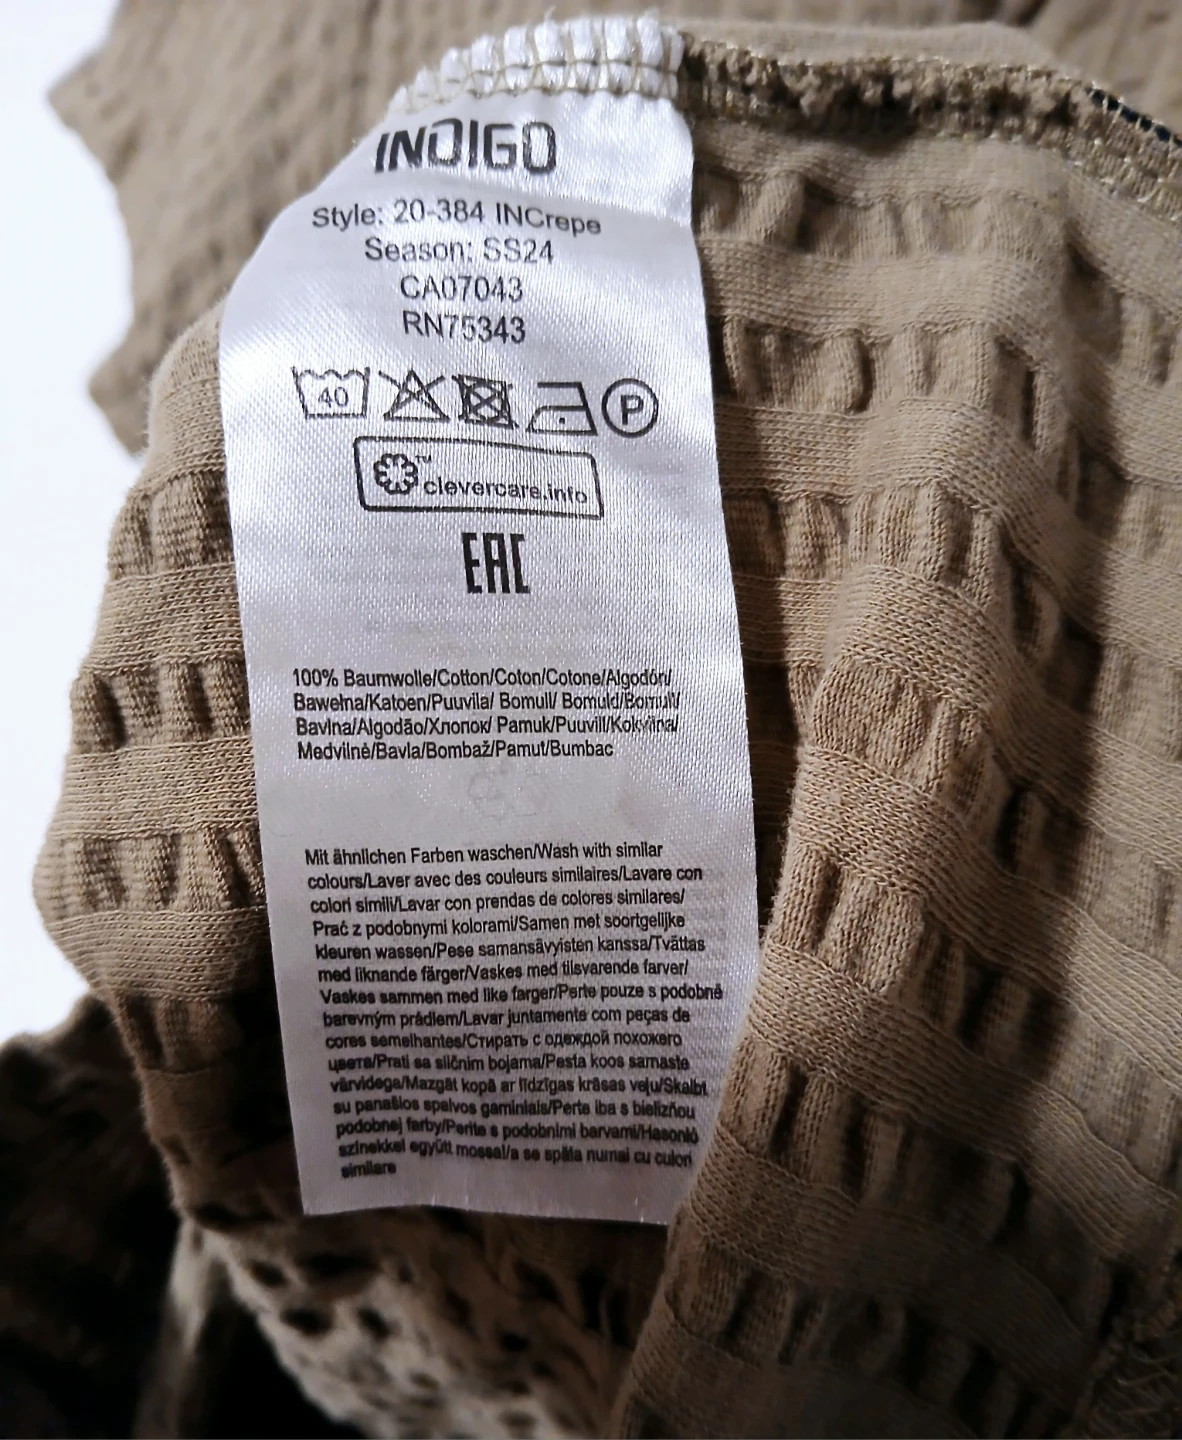 INDIGO
Style: 20-384 INCrepe
Season: SS24
CA07043
RN75343
40 P
clevercare.info
EAC
100% Baumwolle/Cotton/Coton/Cotone/Algodón/
Bawełna/Katoen/Puuvila/ Bomull/ Bomuld/Bomull/
Bavlna/Algodão/Хлопок/ Pamuk/Puuvill/Kokvilna/
Medvilnė/Bavla/Bombaž/Pamut/Bumbac
Mit ähnlichen Farben waschen/Wash with similar
colours/Laver avec des couleurs similaires/Lavare con
colori simili/Lavar con prendas de colores similares/
Prać z podobnymi kolorami/Samen met soortgelijke
kleuren wassen/Pese samansävyisten kanssa/Tvättas
med liknande färger/Vaskes med tilsvarende farver/
Vaskes sammen med like farger/Perte pouze s podobně
barevným prádlem/Lavar juntamente com peças de
cores semelhantes/Стирать с одеждой похожего
цвета/Prati sa sličnim bojama/Pesta koos samaste
värvidega/Mazgāt kopā ar līdzīgas krāsas veļu/Skalbt
su panašios spalvos gaminiais/Perte iba s bielizňou
podobnej farby/Perite s podobnimi barvami/Hasonló
színekkel együtt mossa!/a se spăla numai cu culori
similare